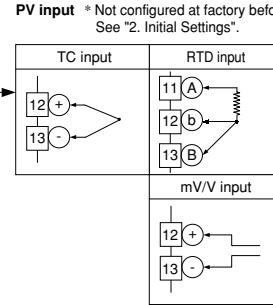 PV input * Not configured at factory befo
See "2. Initial Settings".
TC input
RTD input
12 +
13 -
11 A
12 b
13 B
mV/V input
12 +
13 -